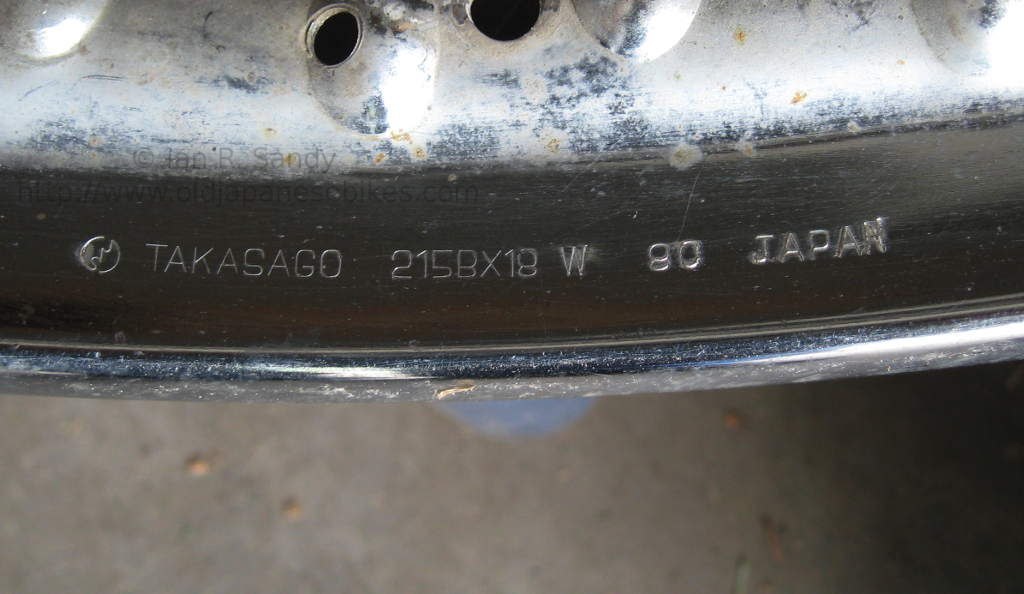 © Ian R. Sandy
http://www.oldjapanesebikes.com
TAKASAGO 215BX18 W 80 JAPAN